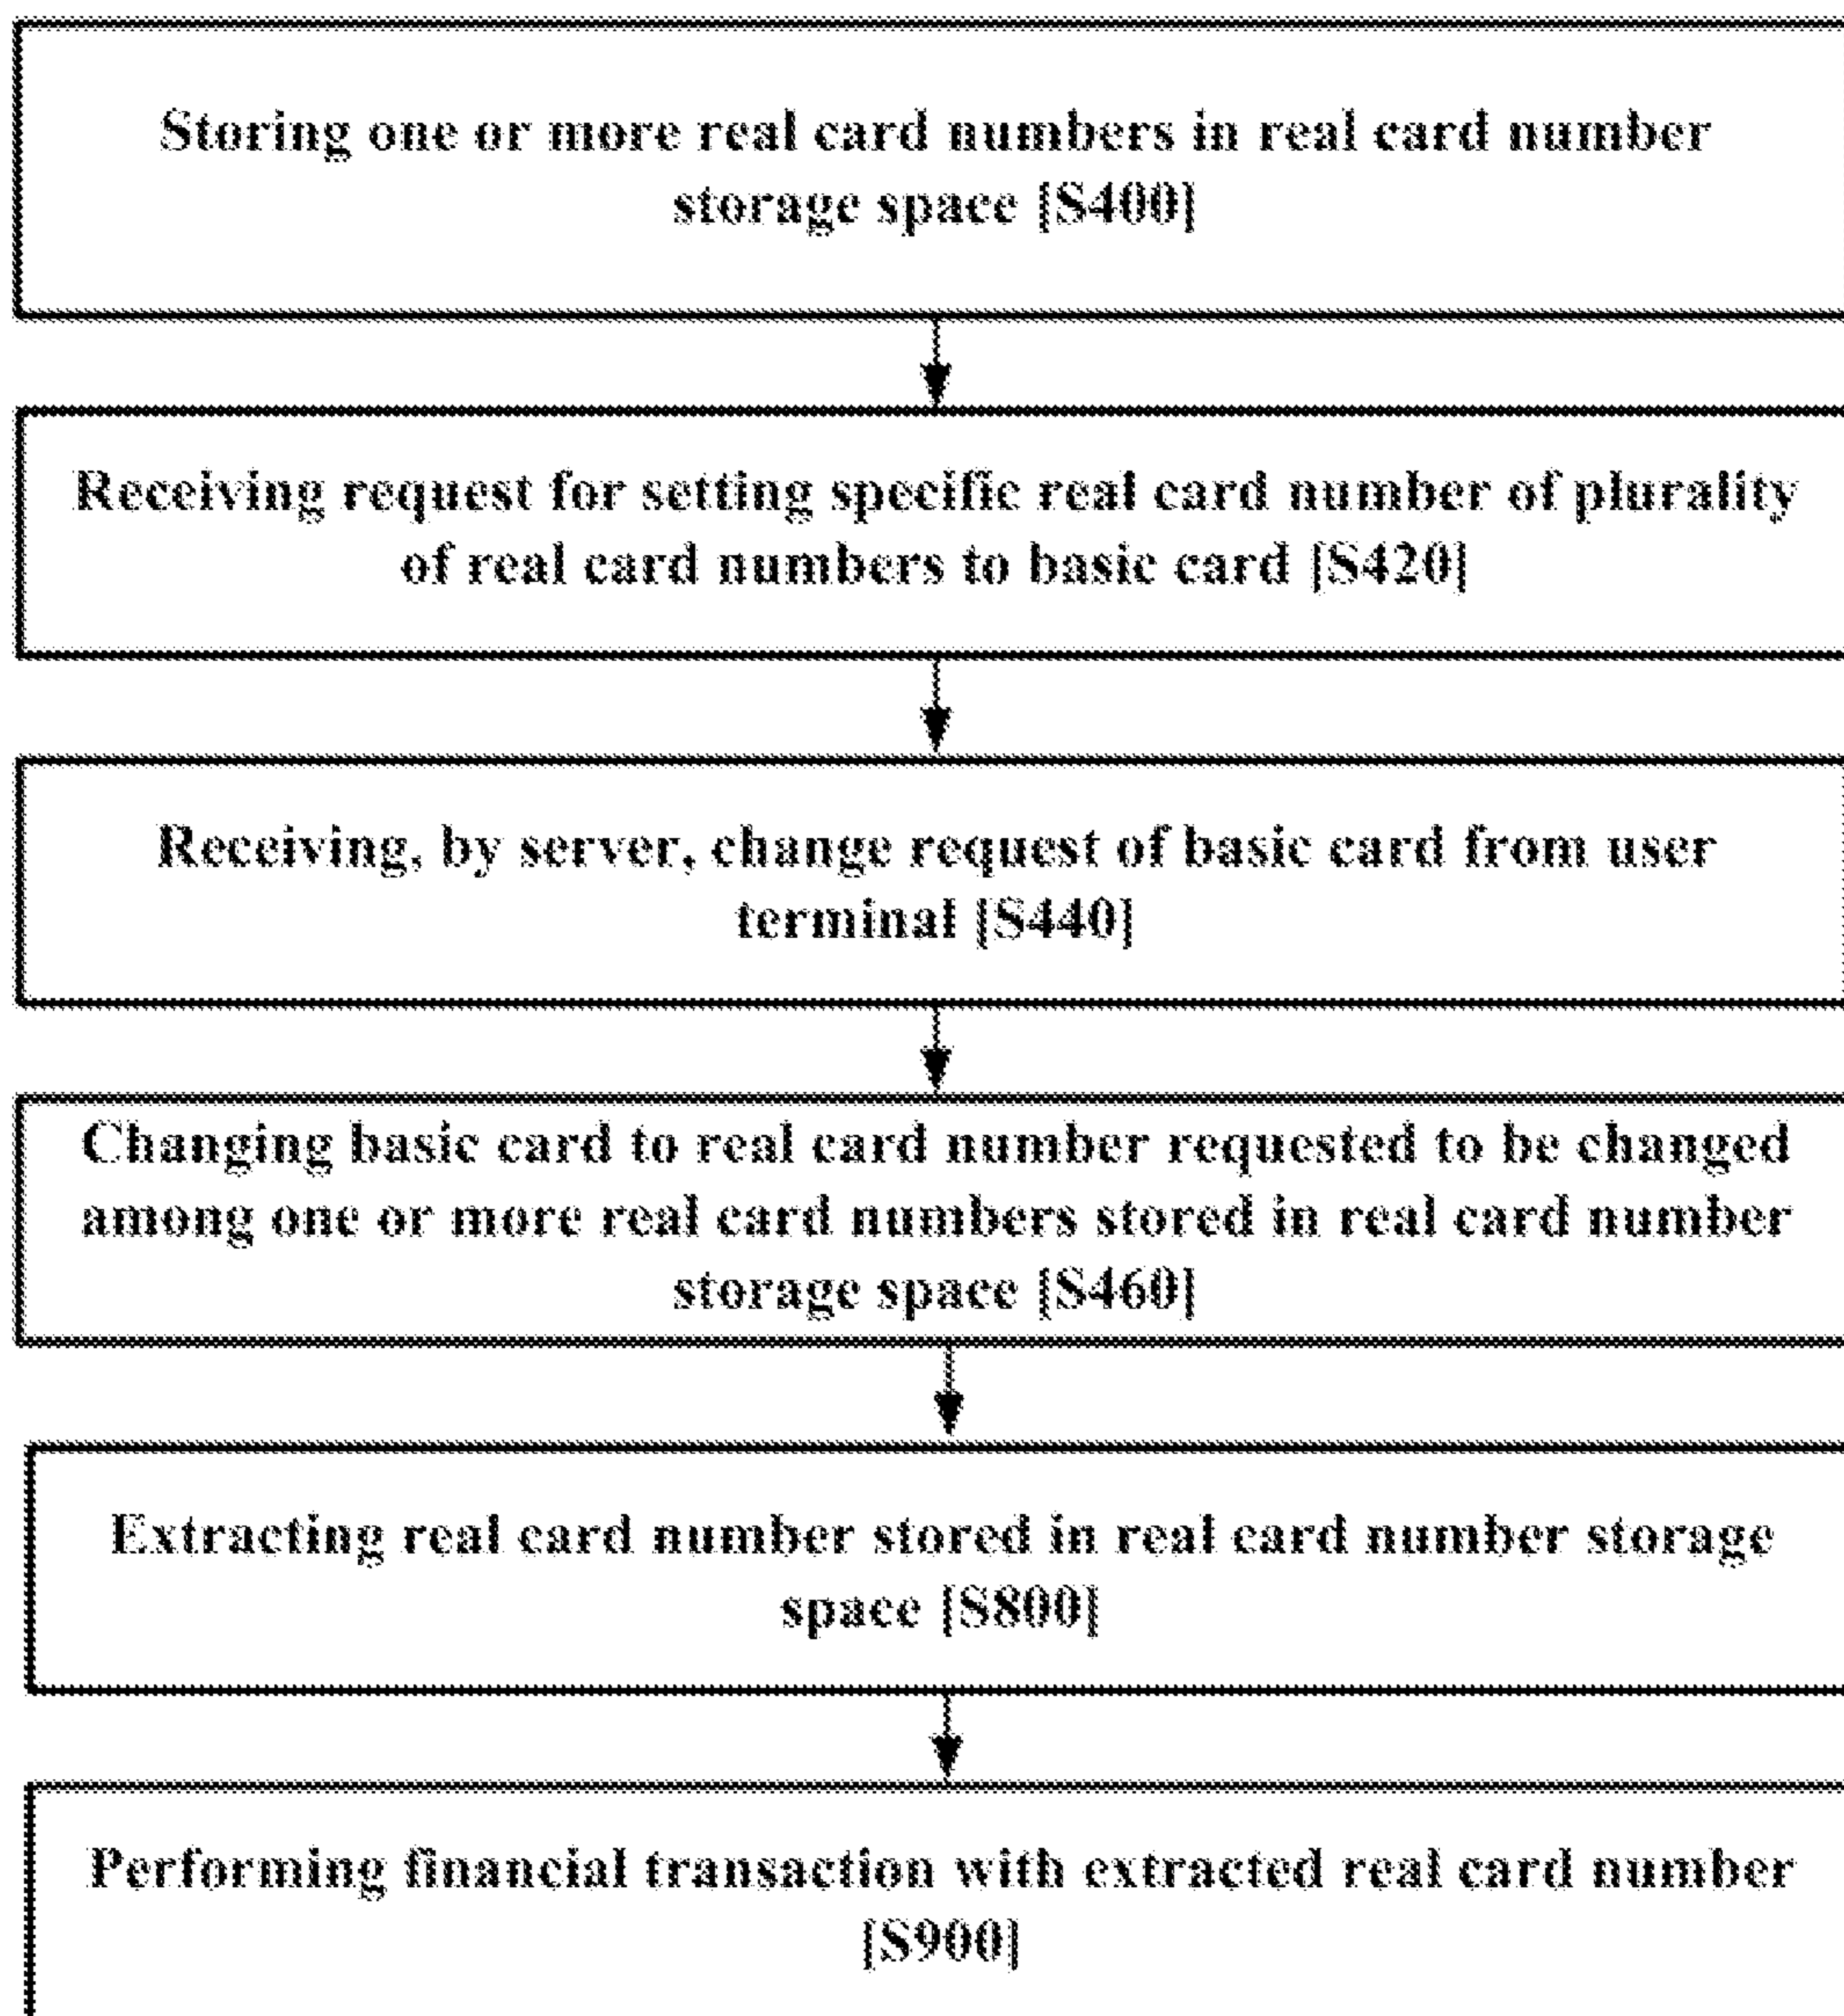 Storing one or more real card numbers in real card number
storage space [S400]
Receiving request for setting specific real card number of plurality
of real card numbers to basic card [S420]
Receiving, by server, change request of basic card from user
terminal [S440]
Changing basic card to real card number requested to be changed
among one or more real card numbers stored in real card number
storage space [S460]
Extracting real card number stored in real card number storage
space [S800]
Performing financial transaction with extracted real card number
[S900]